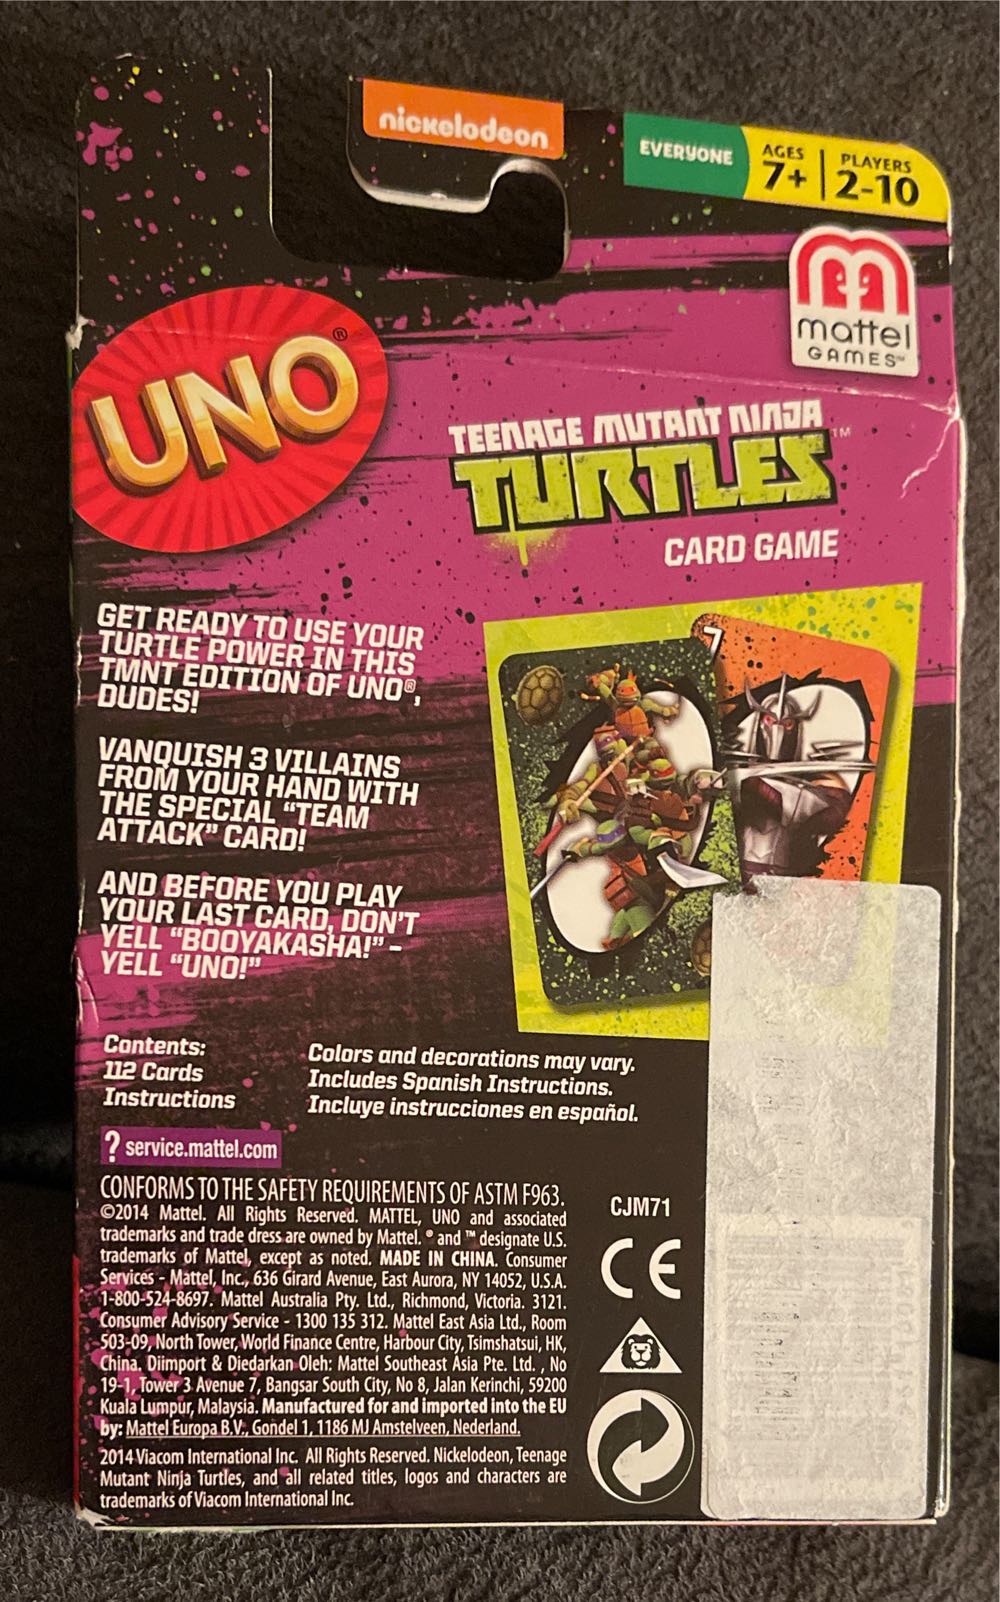 nickelodeon
EVERYONE
AGES
7+
PLAYERS
2-10
mattel
GAMES™
UNO®
TEENAGE MUTANT NINJA
TURTLES™
CARD GAME
GET READY TO USE YOUR
TURTLE POWER IN THIS
TMNT EDITION OF UNO®,
DUDES!
VANQUISH 3 VILLAINS
FROM YOUR HAND WITH
THE SPECIAL "TEAM
ATTACK" CARD!
AND BEFORE YOU PLAY
YOUR LAST CARD, DON'T
YELL "BOOYAKASHA!" –
YELL "UNO!"
7
Contents:
112 Cards
Instructions
Colors and decorations may vary.
Includes Spanish Instructions.
Incluye instrucciones en español.
? service.mattel.com
CONFORMS TO THE SAFETY REQUIREMENTS OF ASTM F963.
©2014 Mattel. All Rights Reserved. MATTEL, UNO and associated
trademarks and trade dress are owned by Mattel. ® and ™ designate U.S.
trademarks of Mattel, except as noted. MADE IN CHINA. Consumer
Services - Mattel, Inc., 636 Girard Avenue, East Aurora, NY 14052, U.S.A.
1-800-524-8697. Mattel Australia Pty. Ltd., Richmond, Victoria. 3121.
Consumer Advisory Service - 1300 135 312. Mattel East Asia Ltd., Room
503-09, North Tower, World Finance Centre, Harbour City, Tsimshatsui, HK,
China. Diimport & Diedarkan Oleh: Mattel Southeast Asia Pte. Ltd. , No
19-1, Tower 3 Avenue 7, Bangsar South City, No 8, Jalan Kerinchi, 59200
Kuala Lumpur, Malaysia. Manufactured for and imported into the EU
by: Mattel Europa B.V., Gondel 1, 1186 MJ Amstelveen, Nederland.
2014 Viacom International Inc. All Rights Reserved. Nickelodeon, Teenage
Mutant Ninja Turtles, and all related titles, logos and characters are
trademarks of Viacom International Inc.
CJM71
CE